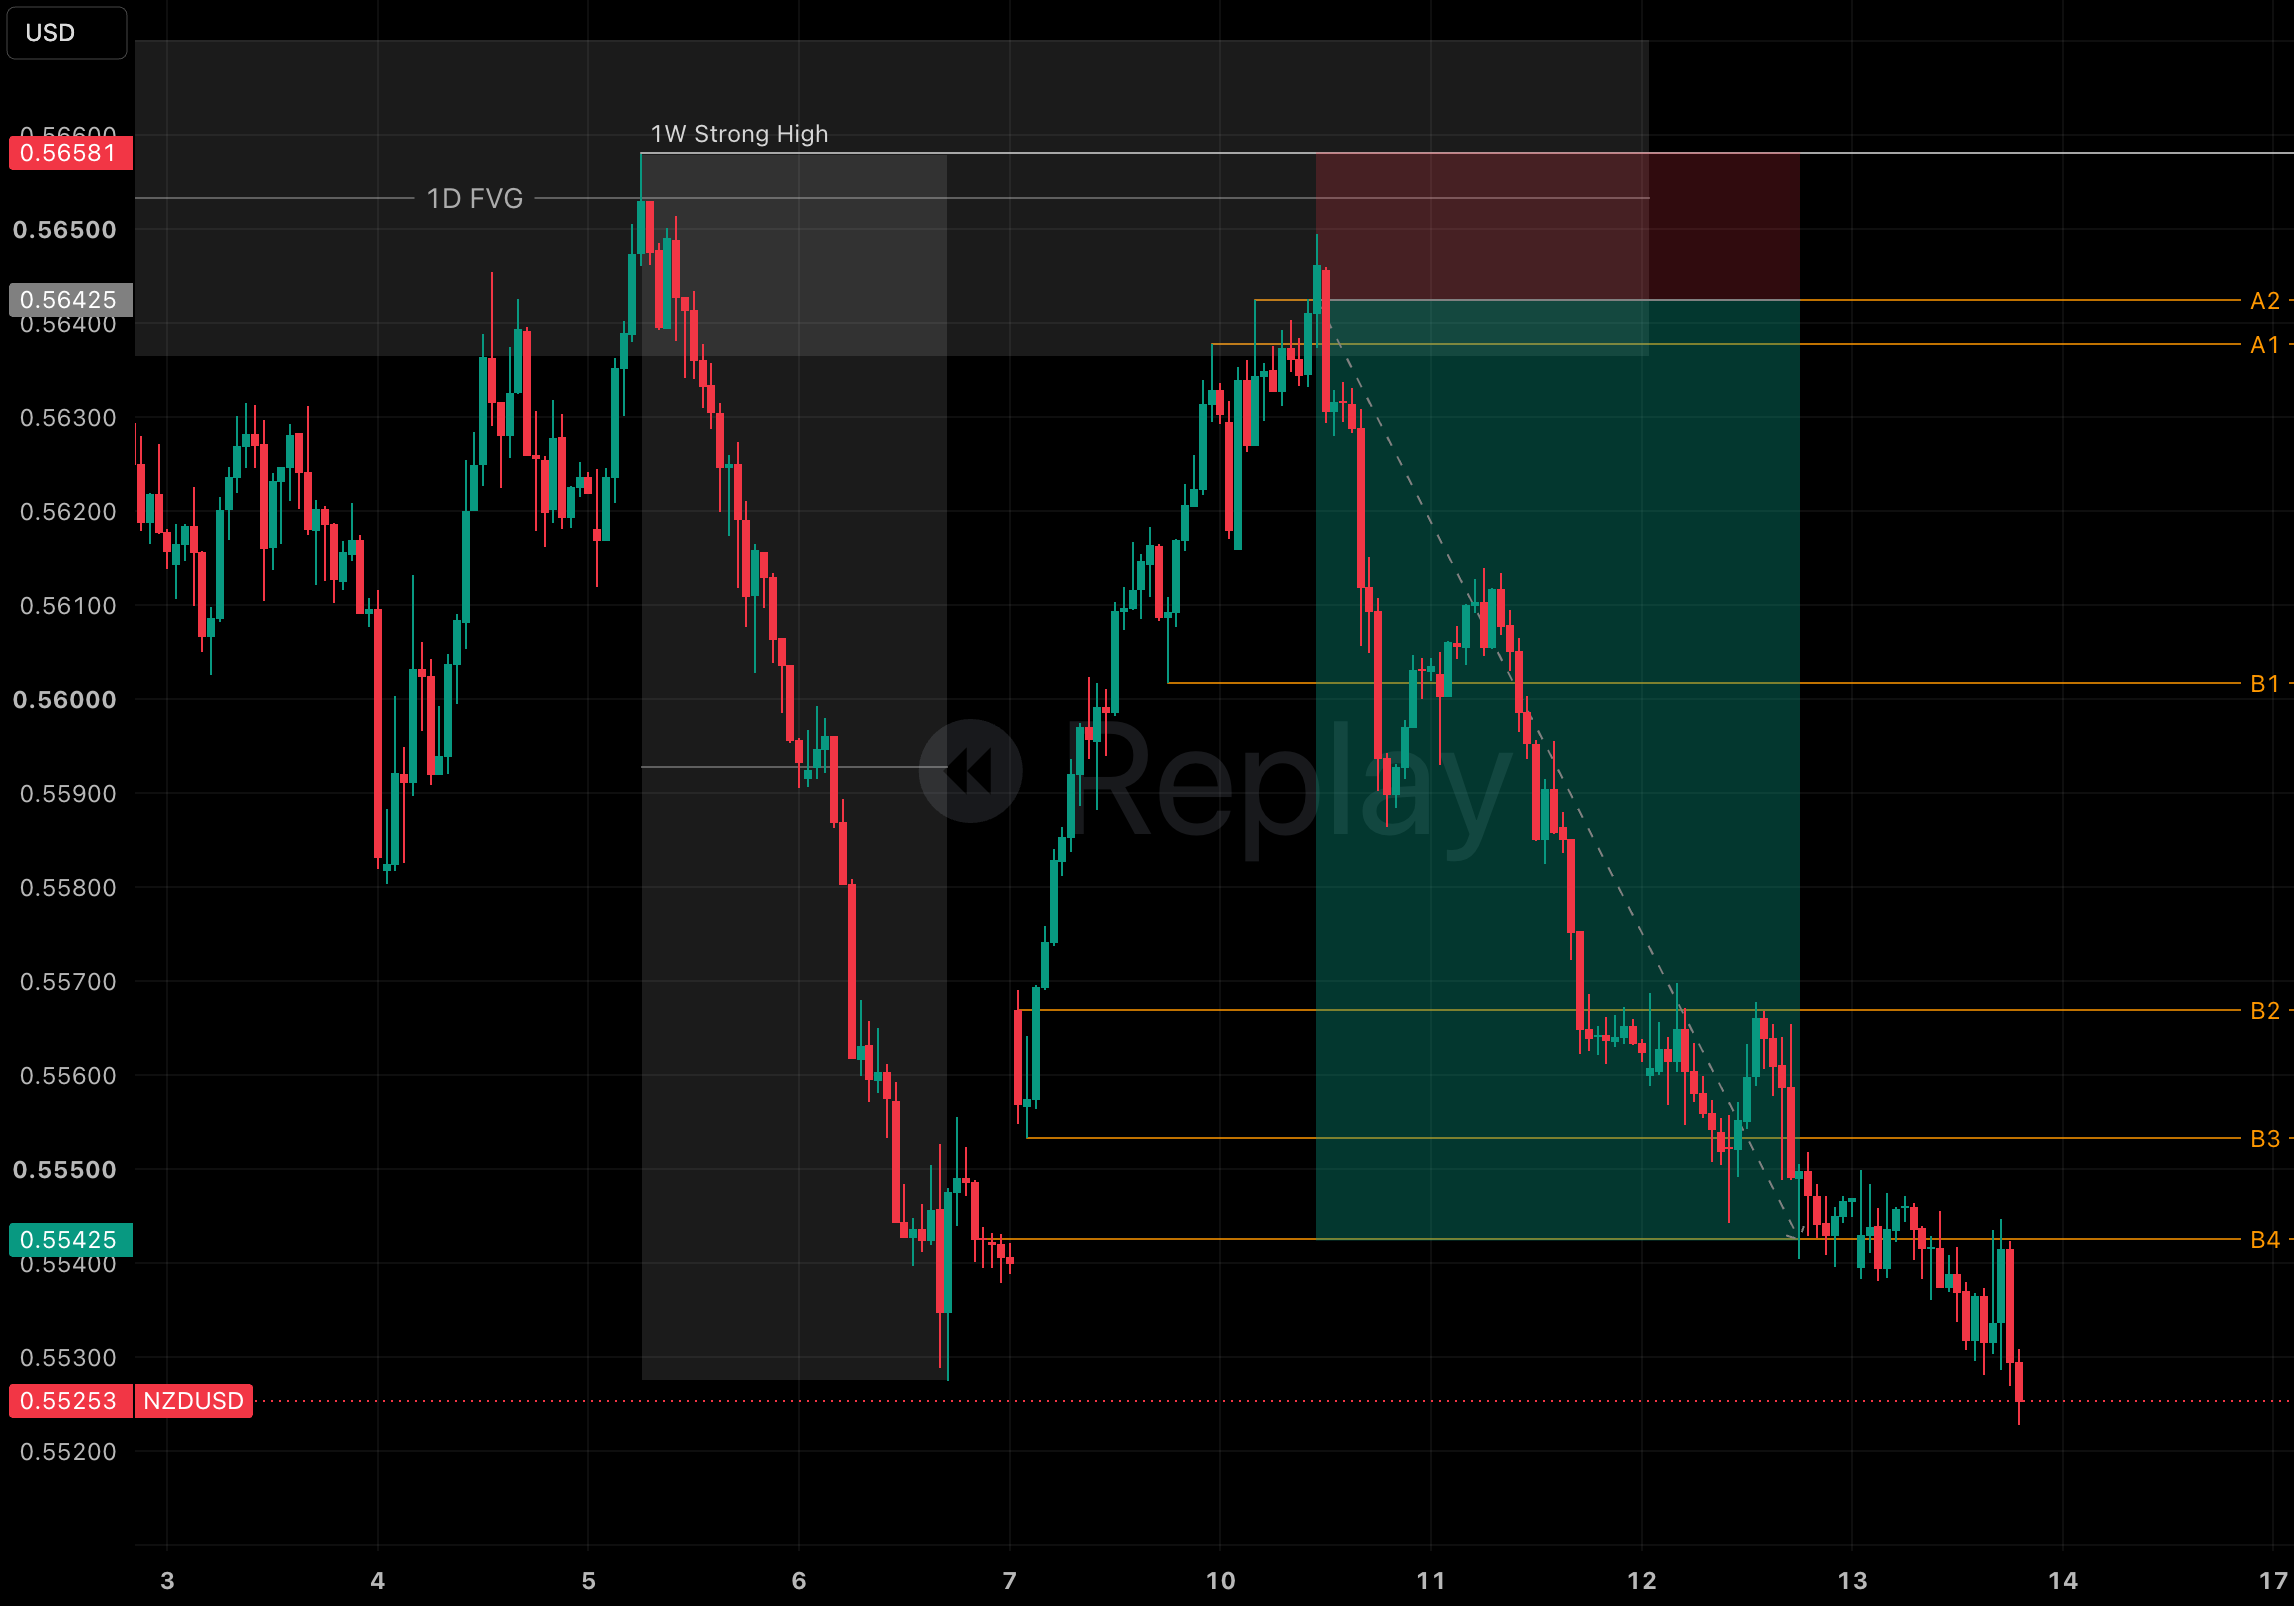 USD
0.56600
1W Strong High
0.56581
1D FVG
0.56500
0.56425
A2
0.56400
A1
0.56300
0.56200
0.56100
B1
0.56000
Replay
0.55900
0.55800
0.55700
B2
0.55600
B3
0.55500
0.55425
B4
0.55400
0.55300
0.55253 NZDUSD
0.55200
3 4 5 6 7 10 11 12 13 14 17